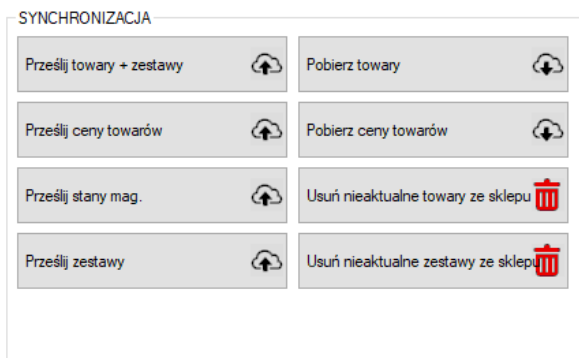 SYNCHRONIZACJA
Prześlij towary + zestawy
Pobierz towary
Prześlij ceny towarów
Pobierz ceny towarów
Prześlij stany mag.
Usuń nieaktualne towary ze sklepu
Prześlij zestawy
Usuń nieaktualne zestawy ze sklepu